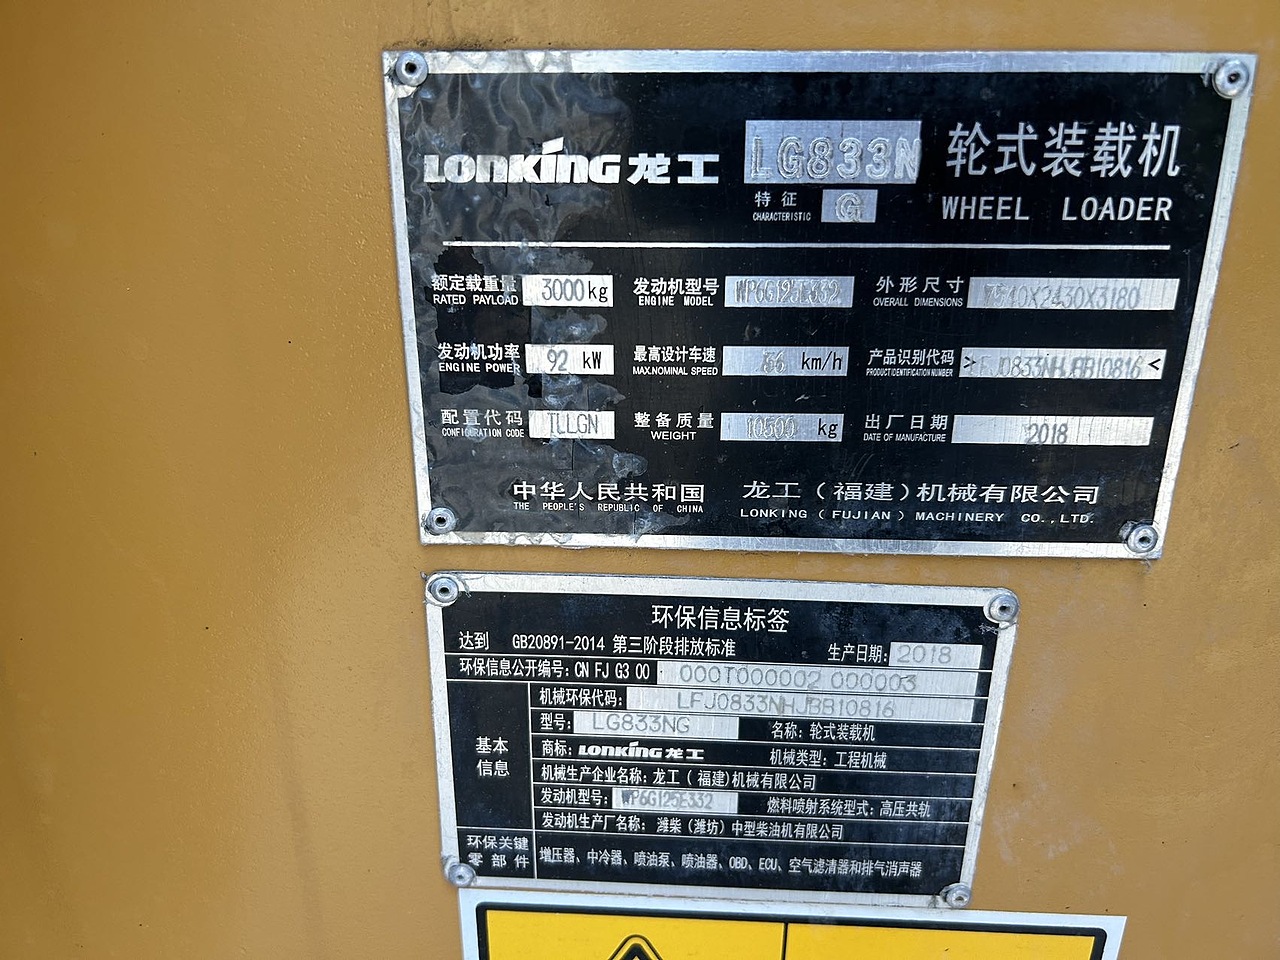 LONKING 龙工 LG833N 轮式装载机
特征 CHARACTERISTIC G WHEEL LOADER
额定载重量 RATED PAYLOAD 3000kg 发动机型号 ENGINE MODEL WP6G125E332 外形尺寸 OVERALL DIMENSIONS 7540X2430X3180
发动机功率 ENGINE POWER 92 kW 最高设计车速 MAX.NOMINAL SPEED km/h 产品识别代码 PRODUCT IDENTIFICATION NUMBER > FJ0833NHJBB10816 <
配置代码 CONFIGURATION CODE TLLGN 整备质量 WEIGHT 10500 kg 出厂日期 DATE OF MANUFACTURE 2018
中华人民共和国 龙工（福建）机械有限公司
THE PEOPLE'S REPUBLIC OF CHINA LONKING ( FUJIAN ) MACHINERY CO.,LTD.
环保信息标签
达到 GB20891-2014 第三阶段排放标准 生产日期: 2018
环保信息公开编号: CN FJ G3 00 000T000002 000003
机械环保代码: LFJ0833NHJBB10816
型号: LG833NG 名称: 轮式装载机
基本信息 商标: LONKING 龙工 机械类型: 工程机械
机械生产企业名称: 龙工（福建)机械有限公司
发动机型号: WP6G125E332 燃料喷射系统型式: 高压共轨
发动机生产厂名称: 潍柴（潍坊）中型柴油机有限公司
环保关键零部件 增压器、中冷器、喷油泵、喷油器、OBD、ECU、空气滤清器和排气消声器